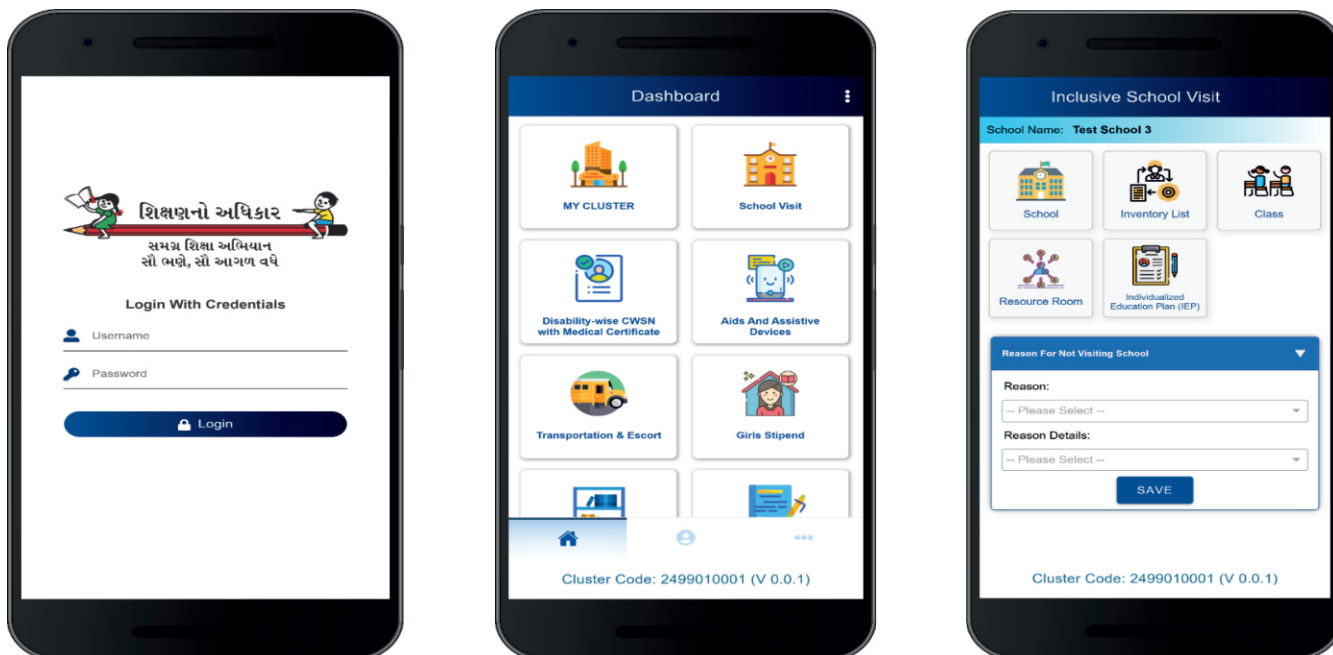 શિક્ષણનો અધિકાર
સમગ્ર શિક્ષા અભિયાન
સૌ ભણે, સૌ આગળ વધે
Login With Credentials
Username
Password
Login
Dashboard
MY CLUSTER
School Visit
Disability-wise CWSN
with Medical Certificate
Aids And Assistive
Devices
Transportation & Escort
Girls Stipend
Cluster Code: 2499010001 (V 0.0.1)
Inclusive School Visit
School Name: Test School 3
School
Inventory List
Class
Resource Room
Individualized
Education Plan (IEP)
Reason For Not Visiting School
Reason:
-- Please Select --
Reason Details:
-- Please Select --
SAVE
Cluster Code: 2499010001 (V 0.0.1)